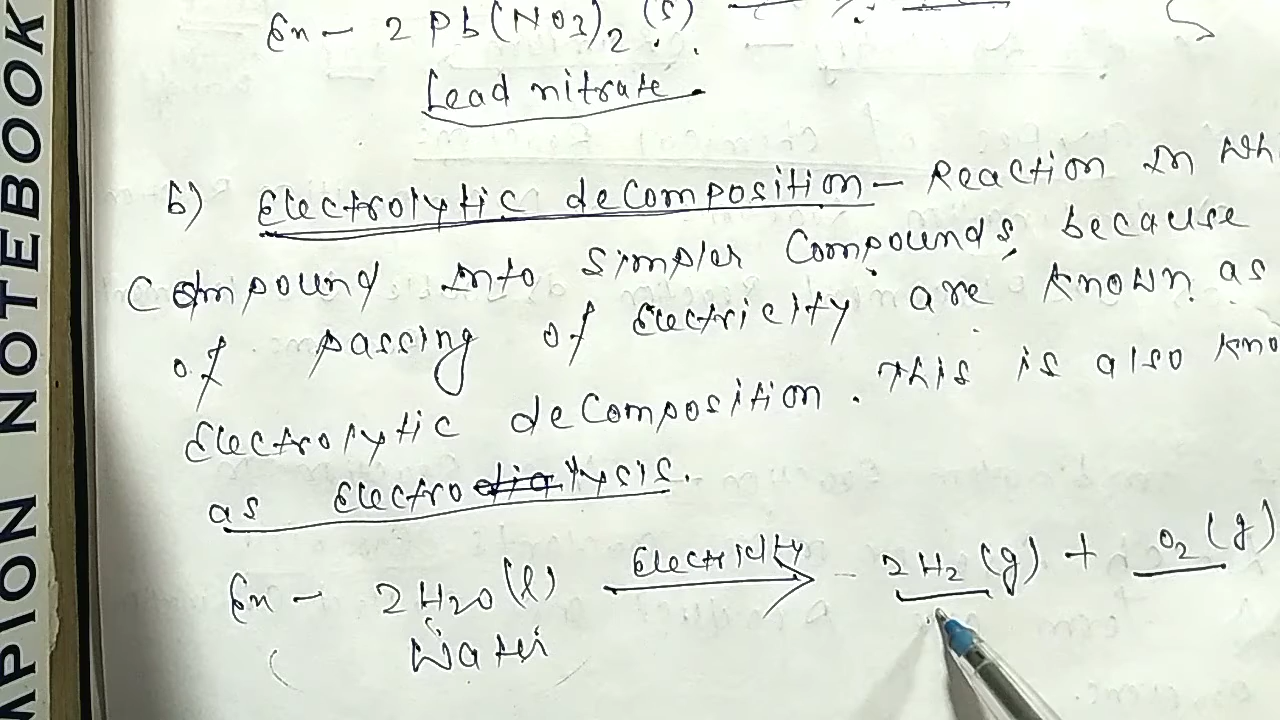 Ex - 2 Pb(NO3)2 (s)
Lead nitrate
b) Electrolytic decomposition - Reaction in whi
compound into simpler compounds because
of passing of electricity are known as
Electrolytic decomposition. This is also kno
as Electrolysis.
Ex - 2H2O(l) Electricity → 2H2 (g) + O2 (g)
Water
MPION NOTEBOOK